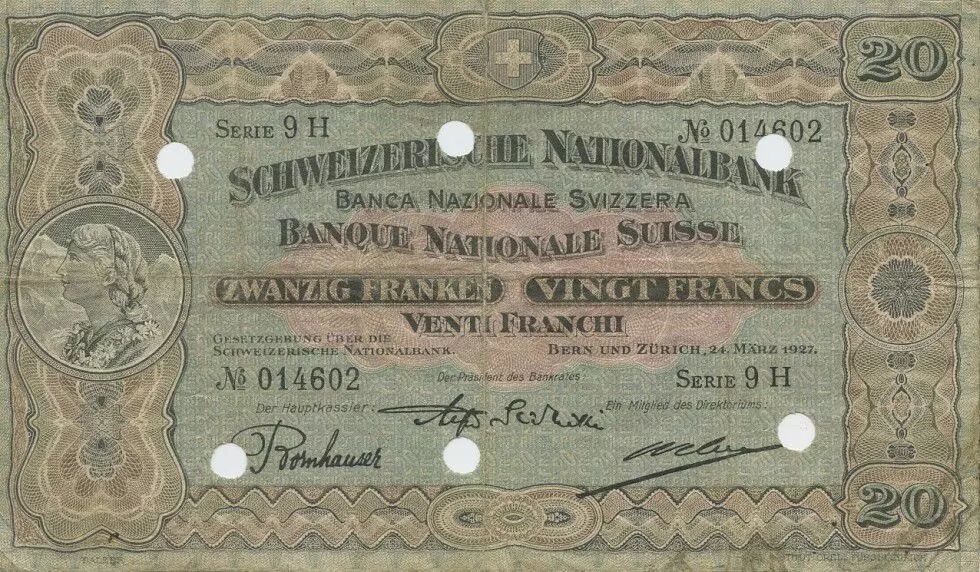 20
SERIE 9 H
No 014602
SCHWEIZERISCHE NATIONALBANK
BANCA NAZIONALE SVIZZERA
BANQUE NATIONALE SUISSE
ZWANZIG FRANKEN VINGT FRANCS
VENTI FRANCHI
GESETZGEBUNG ÜBER DIE
SCHWEIZERISCHE NATIONALBANK.
BERN UND ZÜRICH, 24. MÄRZ 1927.
No 014602
Der Präsident des Bankrates:
SERIE 9 H
Der Hauptkassier:
Ein Mitglied des Direktoriums:
Bornhauser
20